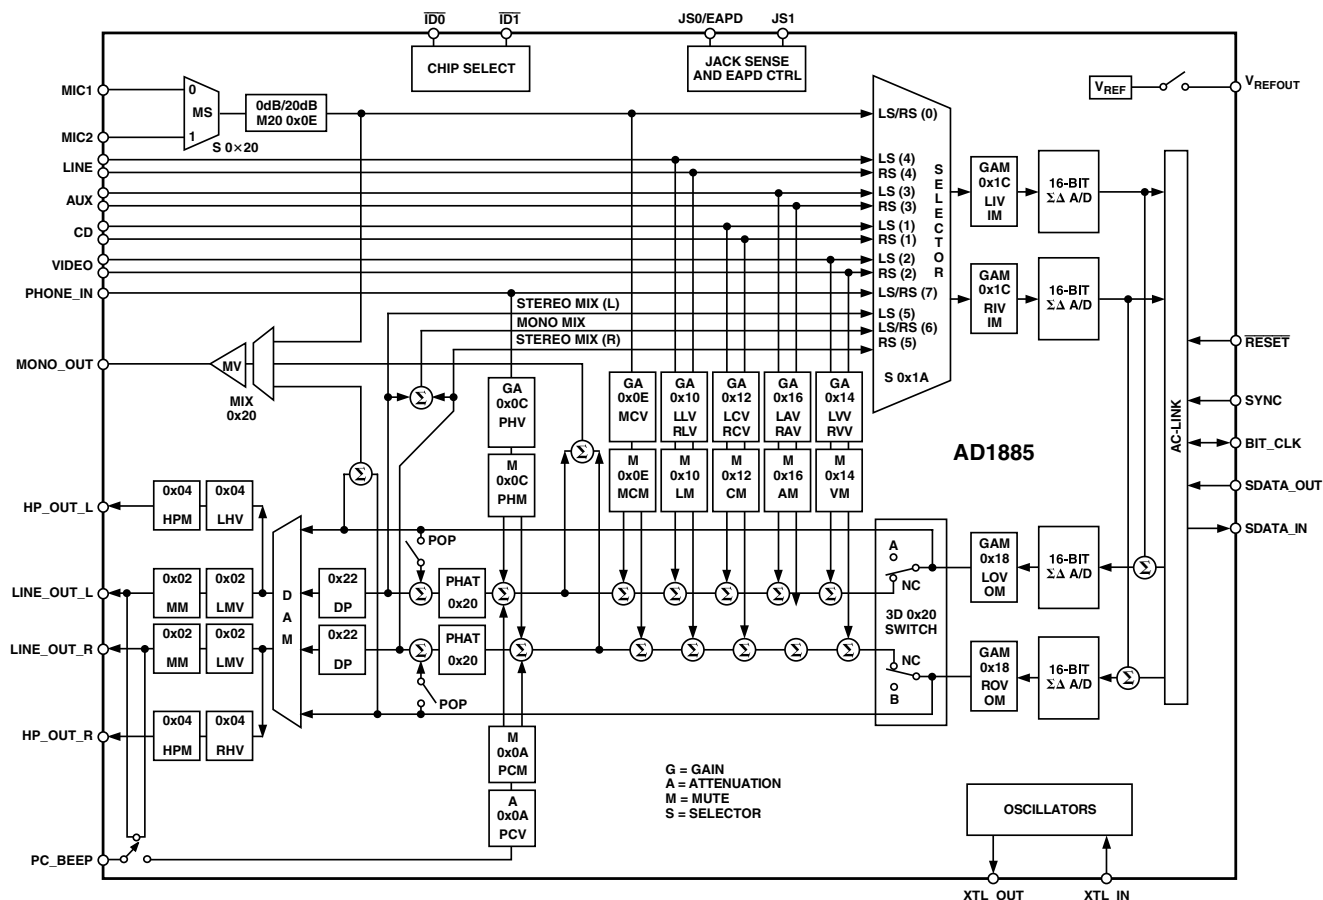 ID0
ID1
JS0/EAPD
JS1
CHIP SELECT
JACK SENSE
AND EAPD CTRL
MIC1
MIC2
LINE
AUX
CD
VIDEO
PHONE_IN
MONO_OUT
HP_OUT_L
LINE_OUT_L
LINE_OUT_R
HP_OUT_R
PC_BEEP
0
MS
1
S 0×20
0dB/20dB
M20 0x0E
LS/RS (0)
LS (4)
RS (4)
LS (3)
RS (3)
LS (1)
RS (1)
LS (2)
RS (2)
LS/RS (7)
LS (5)
LS/RS (6)
RS (5)
SELECTOR
S 0x1A
STEREO MIX (L)
MONO MIX
STEREO MIX (R)
GAM
0x1C
LIV
IM
16-BIT
ΣΔ A/D
GAM
0x1C
RIV
IM
16-BIT
ΣΔ A/D
VREF
VREFOUT
RESET
SYNC
BIT_CLK
SDATA_OUT
SDATA_IN
AC-LINK
AD1885
MV
MIX
0x20
Σ
Σ
Σ
GA
0x0C
PHV
M
0x0C
PHM
GA
0x0E
MCV
GA
0x10
LLV
RLV
GA
0x12
LCV
RCV
GA
0x16
LAV
RAV
GA
0x14
LVV
RVV
M
0x0E
MCM
M
0x10
LM
M
0x12
CM
M
0x16
AM
M
0x14
VM
0x04
HPM
0x04
LHV
0x02
MM
0x02
LMV
0x02
MM
0x02
LMV
0x04
HPM
0x04
RHV
DAM
0x22
DP
0x22
DP
POP
POP
Σ
PHAT
0x20
Σ
Σ
Σ
Σ
Σ
Σ
Σ
PHAT
0x20
Σ
Σ
Σ
Σ
Σ
Σ
A
NC
3D 0x20
SWITCH
NC
B
GAM
0x18
LOV
OM
16-BIT
ΣΔ A/D
Σ
GAM
0x18
ROV
OM
16-BIT
ΣΔ A/D
Σ
M
0x0A
PCM
A
0x0A
PCV
G = GAIN
A = ATTENUATION
M = MUTE
S = SELECTOR
OSCILLATORS
XTL_OUT
XTL_IN